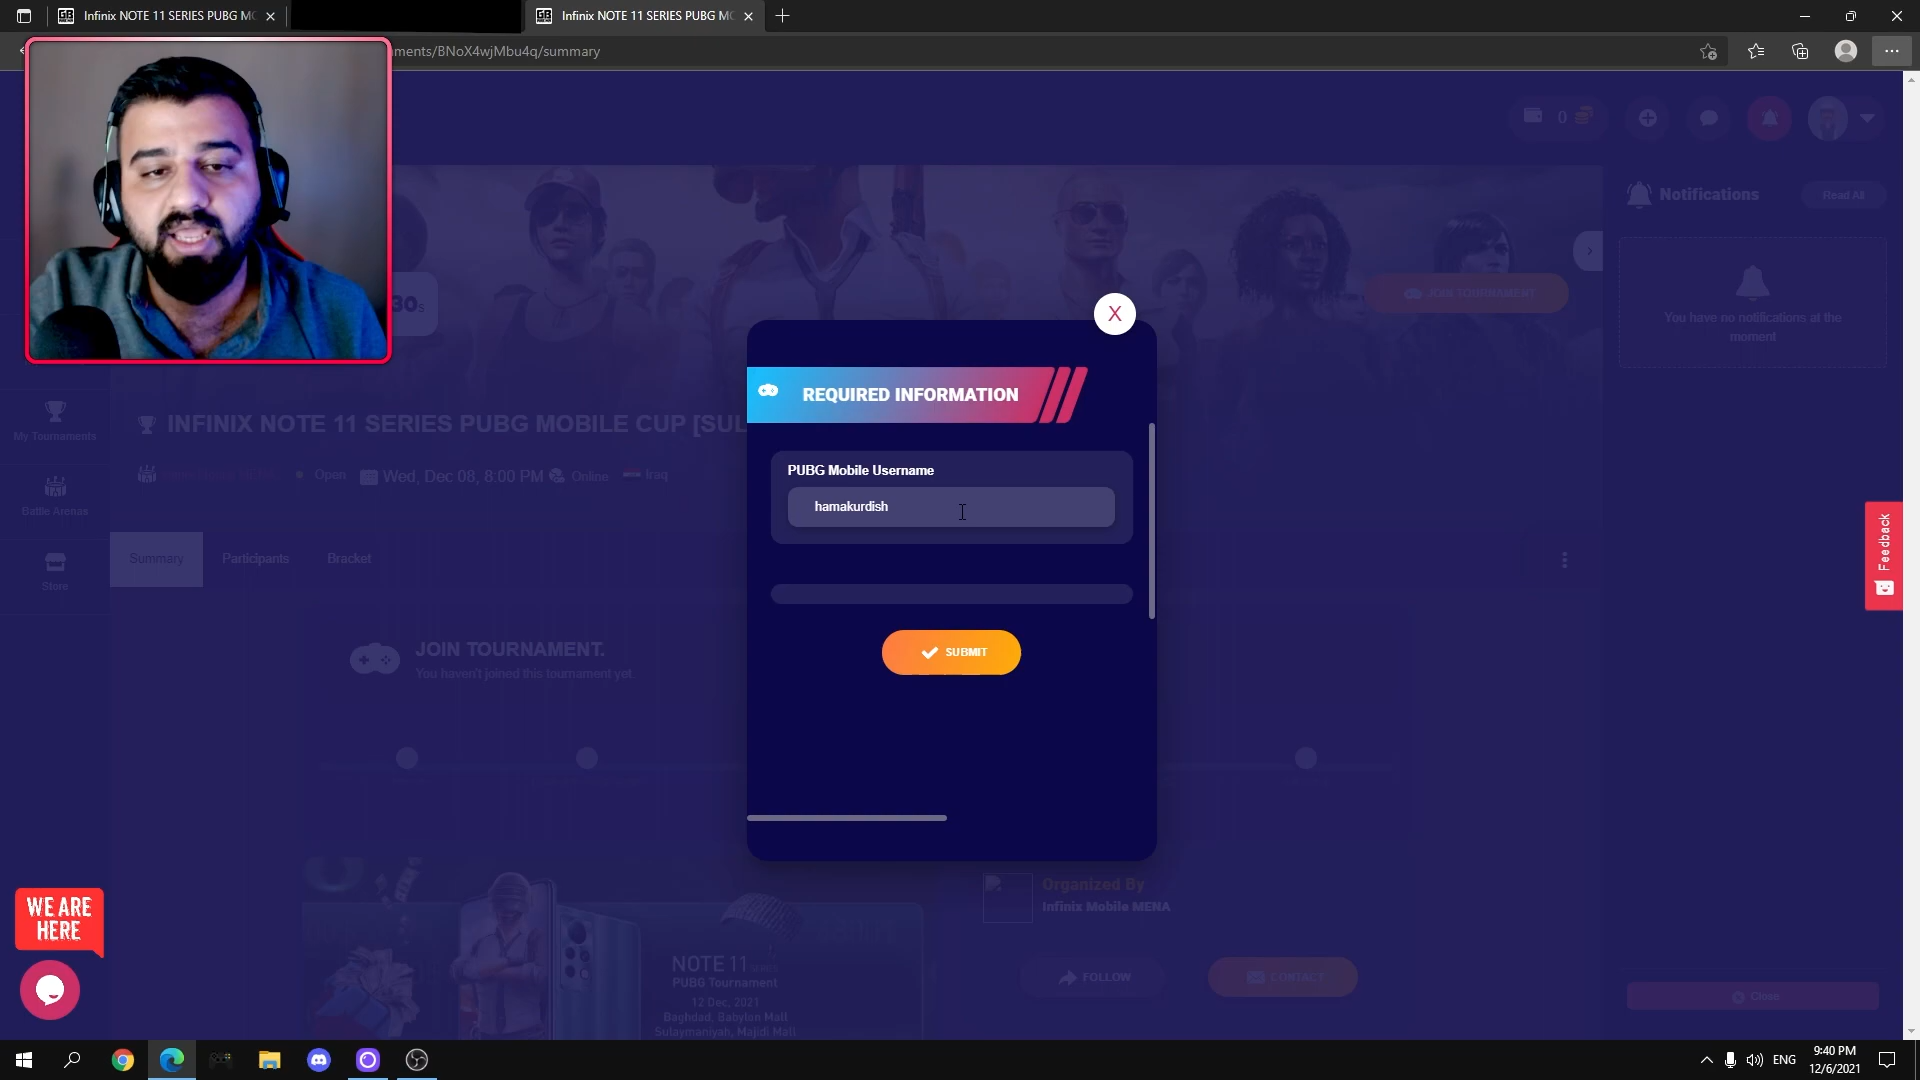 Infinix NOTE 11 SERIES PUBG MC
Infinix NOTE 11 SERIES PUBG MC
ments/BNoX4wjMbu4q/summary
0
Notifications
Read All
30s
JOIN TOURNAMENT
You have no notifications at the
moment
X
REQUIRED INFORMATION
My Tournaments
INFINIX NOTE 11 SERIES PUBG MOBILE CUP [SUL
Open
Wed, Dec 08, 8:00 PM
Online
Iraq
PUBG Mobile Username
hamakurdish
Battle Arenas
Feedback
Summary
Participants
Bracket
Store
JOIN TOURNAMENT.
You haven't joined this tournament yet.
SUBMIT
Organized By
Infinix Mobile MENA
WE ARE
HERE
NOTE 11 SERIES
PUBG Tournament
12 Dec, 2021
Baghdad, Babylon Mall
Sulaymaniyah, Majidi Mall
FOLLOW
CONTACT
Close
ENG
9:40 PM
12/6/2021